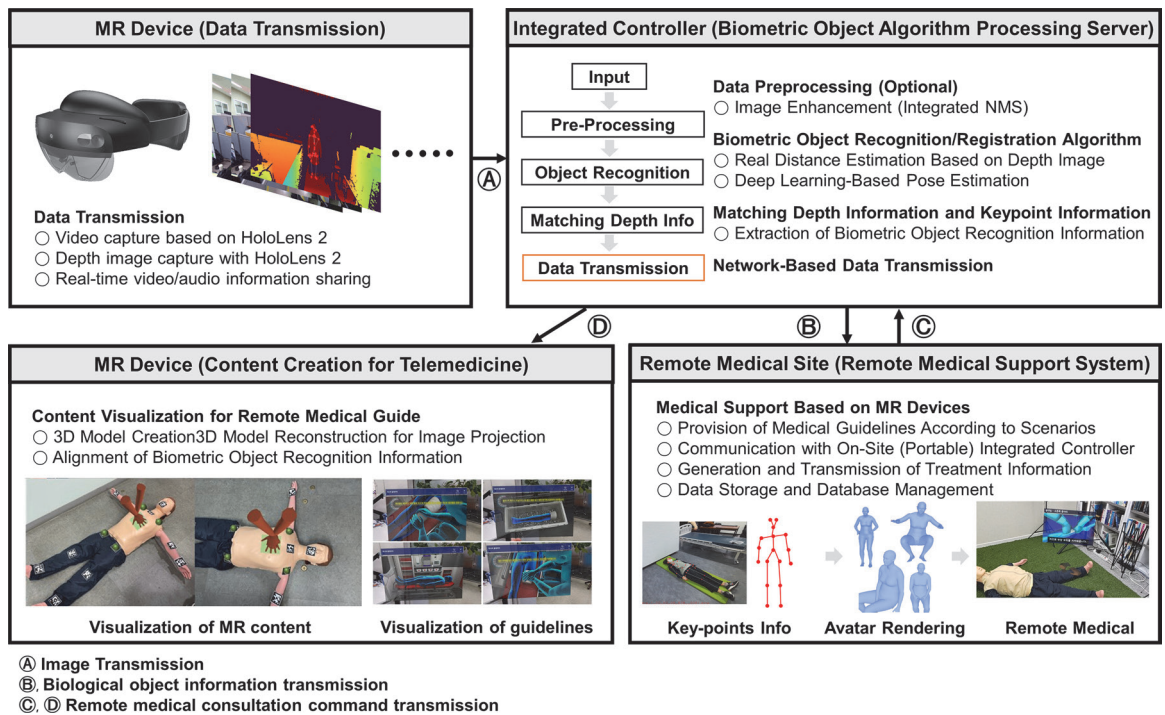 MR Device (Data Transmission)
Data Transmission
○ Video capture based on HoloLens 2
○ Depth image capture with HoloLens 2
○ Real-time video/audio information sharing
Ⓐ
Integrated Controller (Biometric Object Algorithm Processing Server)
Input
Pre-Processing
Object Recognition
Matching Depth Info
Data Transmission
Data Preprocessing (Optional)
○ Image Enhancement (Integrated NMS)
Biometric Object Recognition/Registration Algorithm
○ Real Distance Estimation Based on Depth Image
○ Deep Learning-Based Pose Estimation
Matching Depth Information and Keypoint Information
○ Extraction of Biometric Object Recognition Information
Network-Based Data Transmission
Ⓓ
Ⓑ
Ⓒ
MR Device (Content Creation for Telemedicine)
Content Visualization for Remote Medical Guide
○ 3D Model Creation3D Model Reconstruction for Image Projection
○ Alignment of Biometric Object Recognition Information
Visualization of MR content
Visualization of guidelines
Remote Medical Site (Remote Medical Support System)
Medical Support Based on MR Devices
○ Provision of Medical Guidelines According to Scenarios
○ Communication with On-Site (Portable) Integrated Controller
○ Generation and Transmission of Treatment Information
○ Data Storage and Database Management
Key-points Info
Avatar Rendering
Remote Medical
Ⓐ Image Transmission
Ⓑ, Biological object information transmission
Ⓒ, Ⓓ Remote medical consultation command transmission